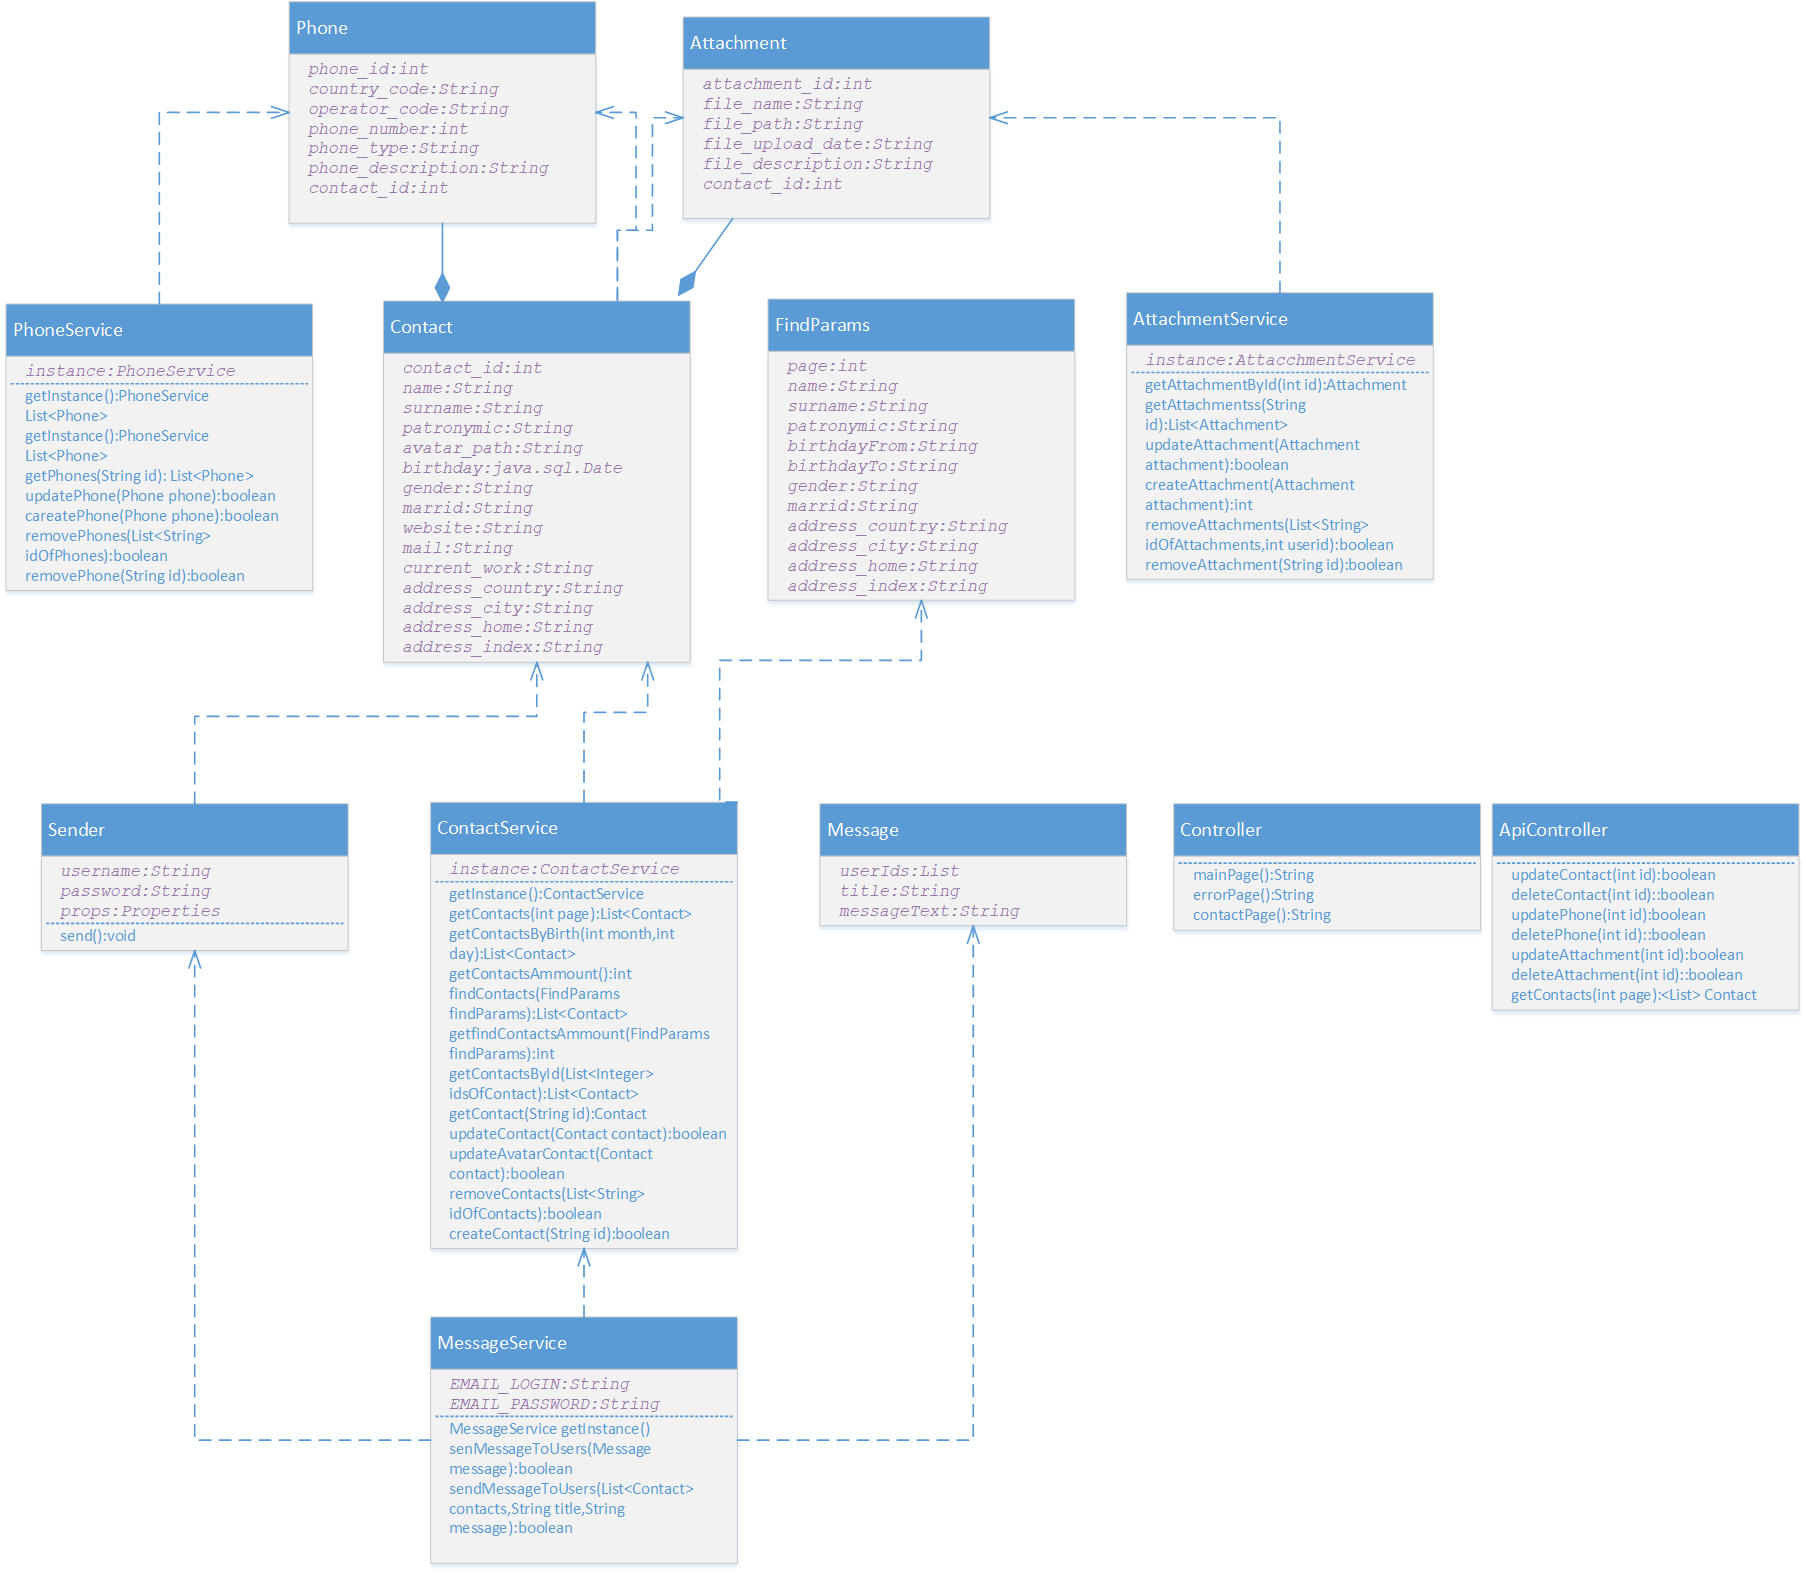 Phone
phone_id:int
country_code:String
operator_code:String
phone_number:int
phone_type:String
phone_description:String
contact_id:int
Attachment
attachment_id:int
file_name:String
file_path:String
file_upload_date:String
file_description:String
contact_id:int
PhoneService
instance:PhoneService
getInstance():PhoneService
List<Phone>
getInstance():PhoneService
List<Phone>
getPhones(String id): List<Phone>
updatePhone(Phone phone):boolean
careatePhone(Phone phone):boolean
removePhones(List<String>
idOfPhones):boolean
removePhone(String id):boolean
Contact
contact_id:int
name:String
surname:String
patronymic:String
avatar_path:String
birthday:java.sql.Date
gender:String
marrid:String
website:String
mail:String
current_work:String
address_country:String
address_city:String
address_home:String
address_index:String
FindParams
page:int
name:String
surname:String
patronymic:String
birthdayFrom:String
birthdayTo:String
gender:String
marrid:String
address_country:String
address_city:String
address_home:String
address_index:String
AttachmentService
instance:AttacchmentService
getAttachmentById(int id):Attachment
getAttachmentss(String
id):List<Attachment>
updateAttachment(Attachment
attachment):boolean
createAttachment(Attachment
attachment):int
removeAttachments(List<String>
idOfAttachments,int userid):boolean
removeAttachment(String id):boolean
Sender
username:String
password:String
props:Properties
send():void
ContactService
instance:ContactService
getInstance():ContactService
getContacts(int page):List<Contact>
getContactsByBirth(int month,int
day):List<Contact>
getContactsAmmount():int
findContacts(FindParams
findParams):List<Contact>
getfindContactsAmmount(FindParams
findParams):int
getContactsById(List<Integer>
idsOfContact):List<Contact>
getContact(String id):Contact
updateContact(Contact contact):boolean
updateAvatarContact(Contact
contact):boolean
removeContacts(List<String>
idOfContacts):boolean
createContact(String id):boolean
Message
userIds:List
title:String
messageText:String
Controller
mainPage():String
errorPage():String
contactPage():String
ApiController
updateContact(int id):boolean
deleteContact(int id)::boolean
updatePhone(int id):boolean
deletePhone(int id)::boolean
updateAttachment(int id):boolean
deleteAttachment(int id)::boolean
getContacts(int page):<List> Contact
MessageService
EMAIL_LOGIN:String
EMAIL_PASSWORD:String
MessageService getInstance()
senMessageToUsers(Message
message):boolean
sendMessageToUsers(List<Contact>
contacts,String title,String
message):boolean